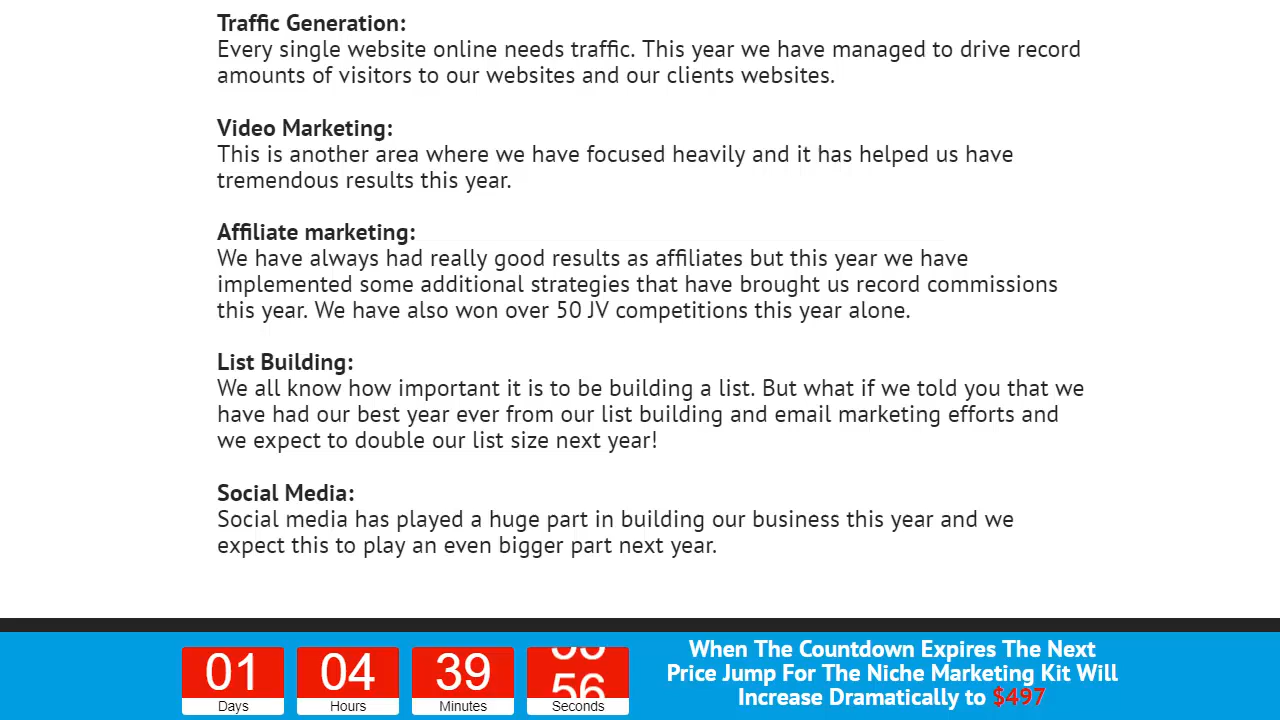 Traffic Generation:
Every single website online needs traffic. This year we have managed to drive record
amounts of visitors to our websites and our clients websites.
Video Marketing:
This is another area where we have focused heavily and it has helped us have
tremendous results this year.
Affiliate marketing:
We have always had really good results as affiliates but this year we have
implemented some additional strategies that have brought us record commissions
this year. We have also won over 50 JV competitions this year alone.
List Building:
We all know how important it is to be building a list. But what if we told you that we
have had our best year ever from our list building and email marketing efforts and
we expect to double our list size next year!
Social Media:
Social media has played a huge part in building our business this year and we
expect this to play an even bigger part next year.
01 04 39 56
Days Hours Minutes Seconds
When The Countdown Expires The Next
Price Jump For The Niche Marketing Kit Will
Increase Dramatically to $497